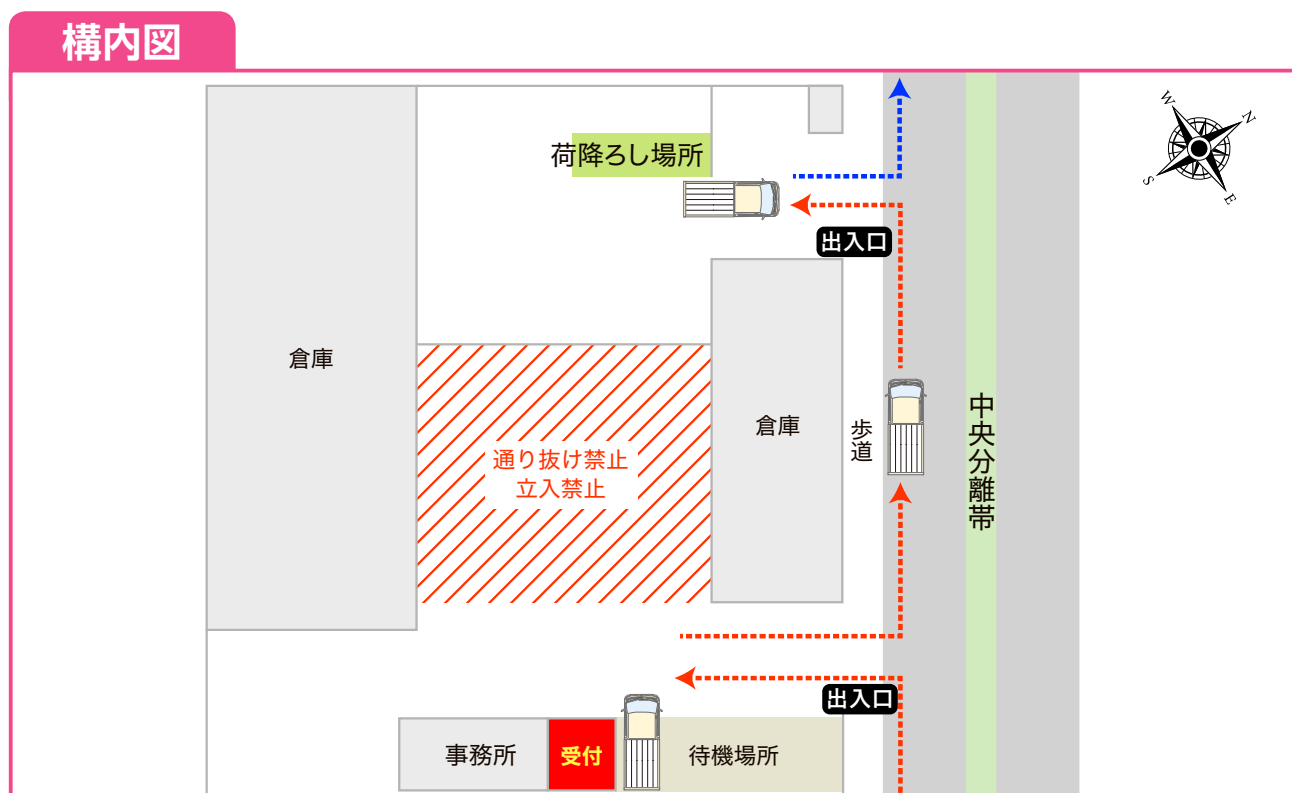 構内図
W
N
S
E
荷降ろし場所
出入口
倉庫
倉庫
歩道
中央分離帯
通り抜け禁止
立入禁止
出入口
事務所
受付
待機場所